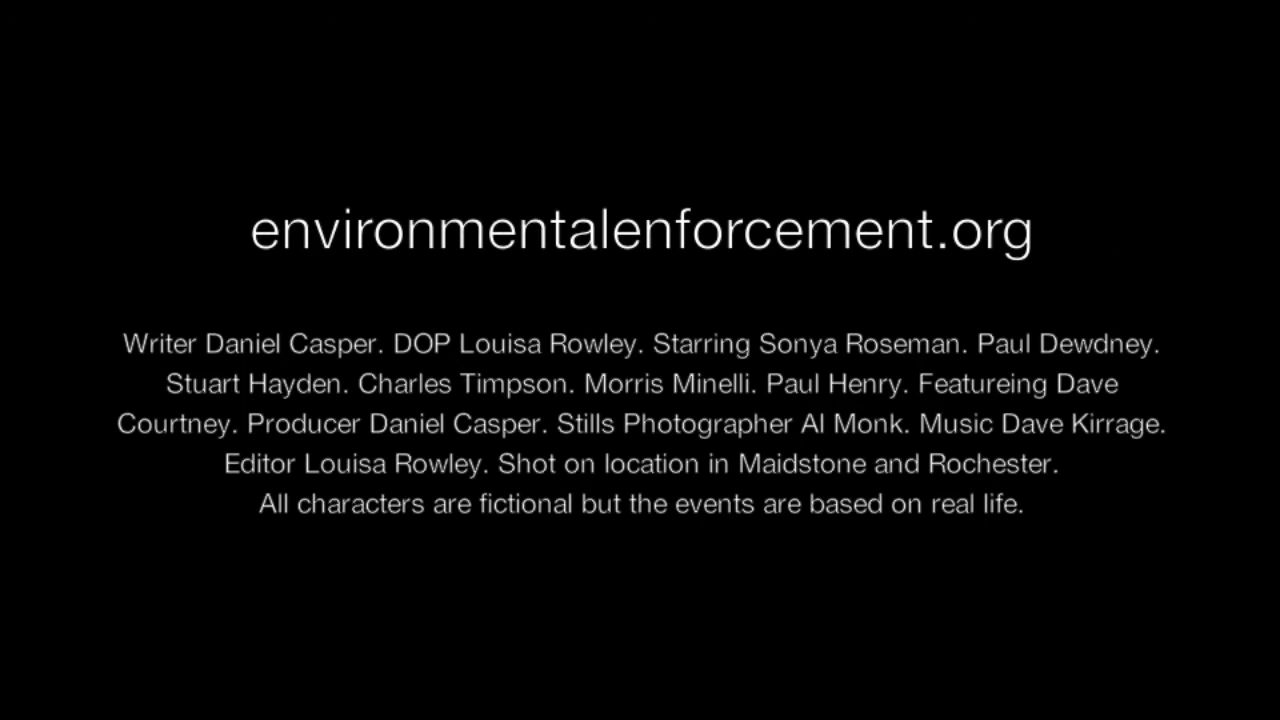 environmentalenforcement.org
Writer Daniel Casper. DOP Louisa Rowley. Starring Sonya Roseman. Paul Dewdney.
Stuart Hayden. Charles Timpson. Morris Minelli. Paul Henry. Featureing Dave
Courtney. Producer Daniel Casper. Stills Photographer Al Monk. Music Dave Kirrage.
Editor Louisa Rowley. Shot on location in Maidstone and Rochester.
All characters are fictional but the events are based on real life.